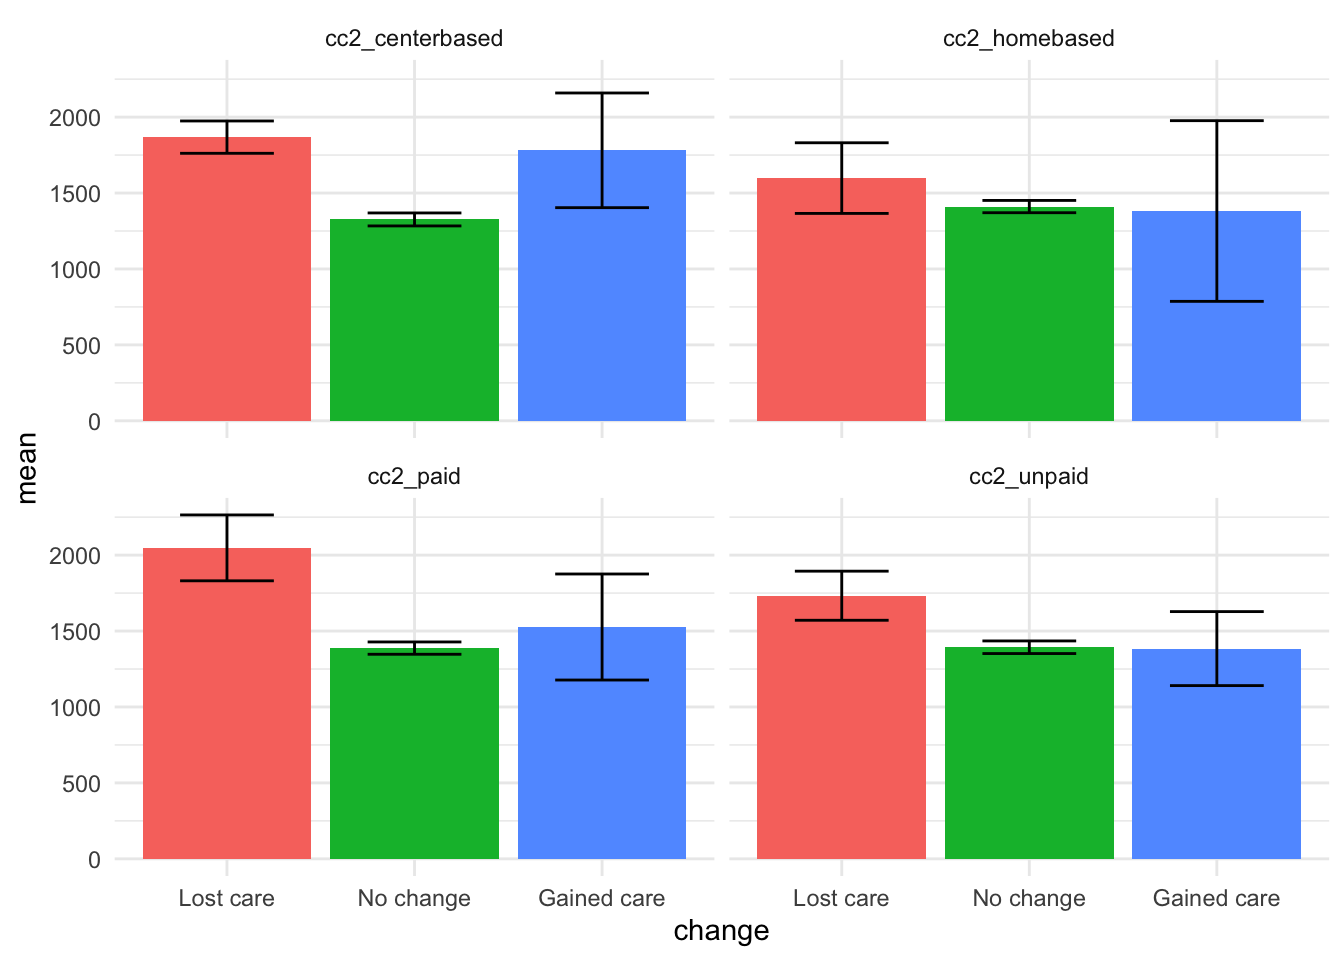 cc2_centerbased
cc2_homebased
2000
1500
1000
500
0
cc2_paid
cc2_unpaid
2000
1500
1000
500
0
Lost care
No change
Gained care
Lost care
No change
Gained care
change
mean